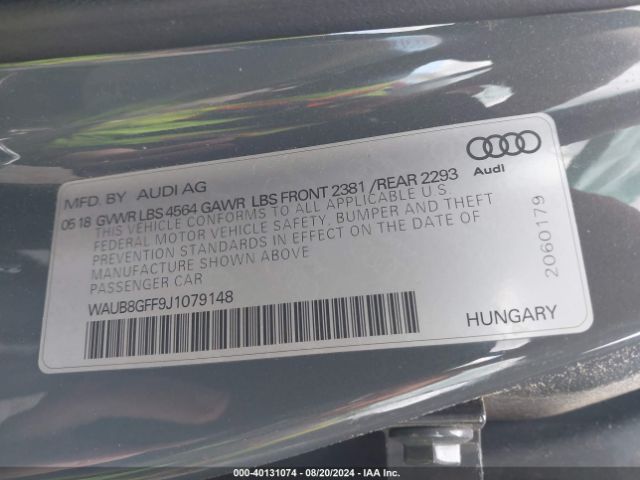 MFD. BY AUDI AG
05 18 GVWR LBS 4564 GAWR LBS FRONT 2381 /REAR 2293
THIS VEHICLE CONFORMS TO ALL APPLICABLE U.S.
FEDERAL MOTOR VEHICLE SAFETY, BUMPER AND THEFT
PREVENTION STANDARDS IN EFFECT ON THE DATE OF
MANUFACTURE SHOWN ABOVE
PASSENGER CAR
WAUB8GFF9J1079148
Audi
2060179
HUNGARY
000-40131074 / 08/20/2024 / IAA Inc.